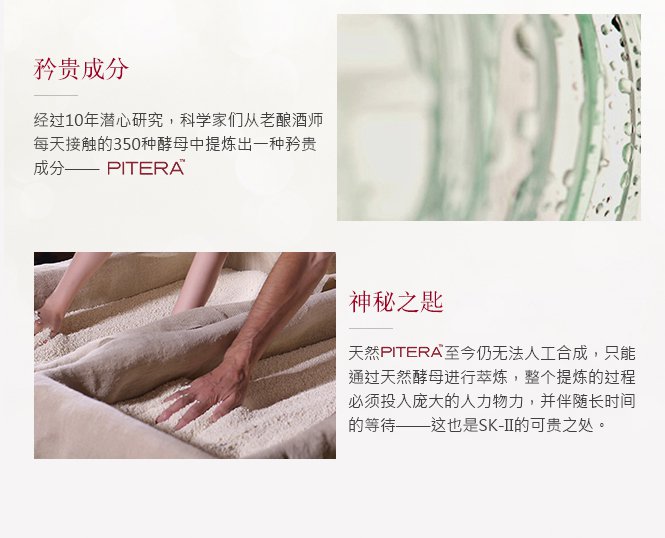 矜贵成分
经过10年潜心研究，科学家们从老酿酒师
每天接触的350种酵母中提炼出一种矜贵
成分—— PITERA™
神秘之匙
天然PITERA™至今仍无法人工合成，只能
通过天然酵母进行萃炼，整个提炼的过程
必须投入庞大的人力物力，并伴随长时间
的等待——这也是SK-II的可贵之处。